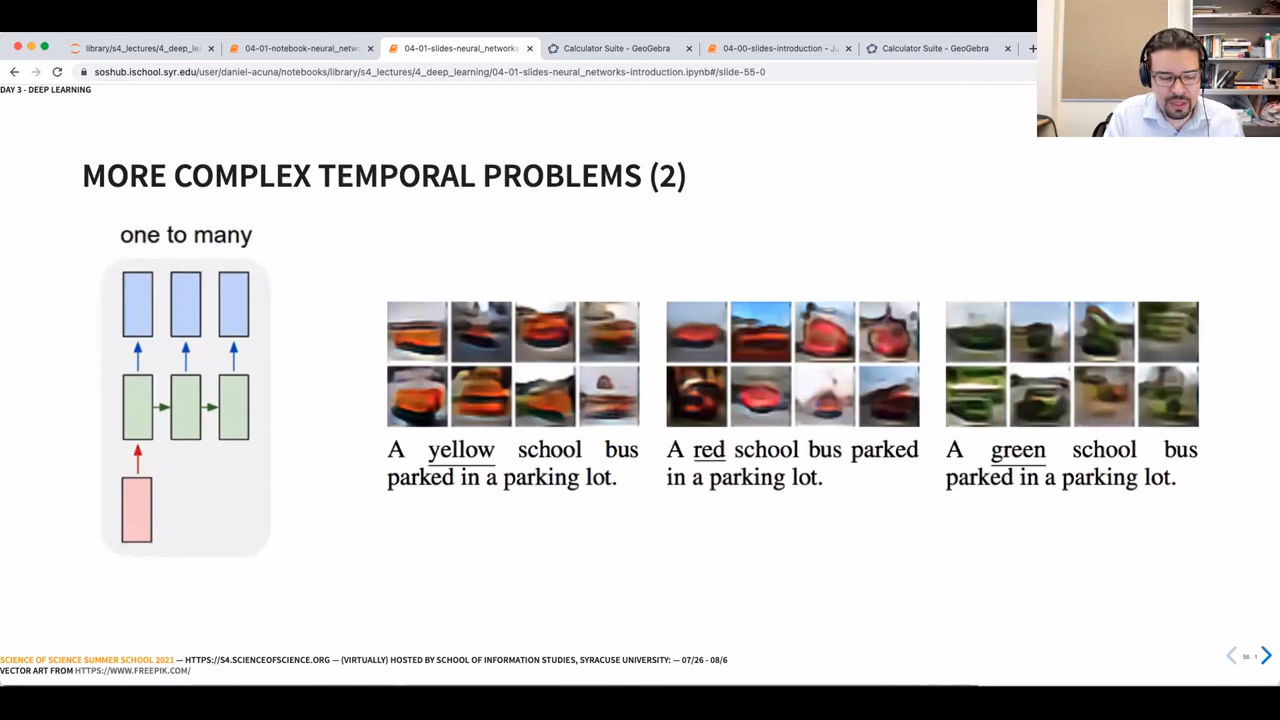 library/s4_lectures/4_deep_le
04-01-notebook-neural_netwo
04-01-slides-neural_networks
Calculator Suite - GeoGebra
04-00-slides-introduction - Ju
Calculator Suite - GeoGebra
soshub.ischool.syr.edu/user/daniel-acuna/notebooks/library/s4_lectures/4_deep_learning/04-01-slides-neural_networks-introduction.ipynb#/slide-55-0
DAY 3 - DEEP LEARNING
MORE COMPLEX TEMPORAL PROBLEMS (2)
one to many
A yellow school bus
parked in a parking lot.
A red school bus parked
in a parking lot.
A green school bus
parked in a parking lot.
SCIENCE OF SCIENCE SUMMER SCHOOL 2021 — HTTPS://S4.SCIENCEOFSCIENCE.ORG — (VIRTUALLY) HOSTED BY SCHOOL OF INFORMATION STUDIES, SYRACUSE UNIVERSITY: — 07/26 - 08/6
VECTOR ART FROM HTTPS://WWW.FREEPIK.COM/